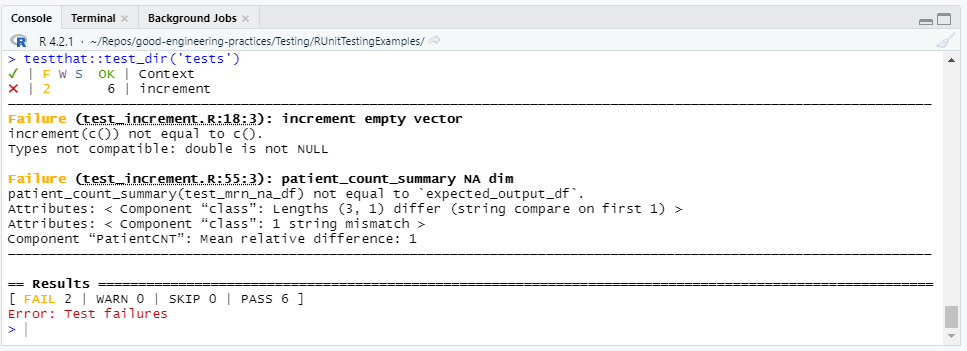 Console Terminal × Background Jobs ×
R 4.2.1 · ~/Repos/good-engineering-practices/Testing/RUnitTestingExamples/
> testthat::test_dir('tests')
✓ | F W S  OK | Context
✕ | 2       6 | increment
Failure (test_increment.R:18:3): increment empty vector
increment(c()) not equal to c().
Types not compatible: double is not NULL
Failure (test_increment.R:55:3): patient_count_summary NA dim
patient_count_summary(test_mrn_na_df) not equal to `expected_output_df`.
Attributes: < Component “class”: Lengths (3, 1) differ (string compare on first 1) >
Attributes: < Component “class”: 1 string mismatch >
Component “PatientCNT”: Mean relative difference: 1
== Results ==
[ FAIL 2 | WARN 0 | SKIP 0 | PASS 6 ]
Error: Test failures
>